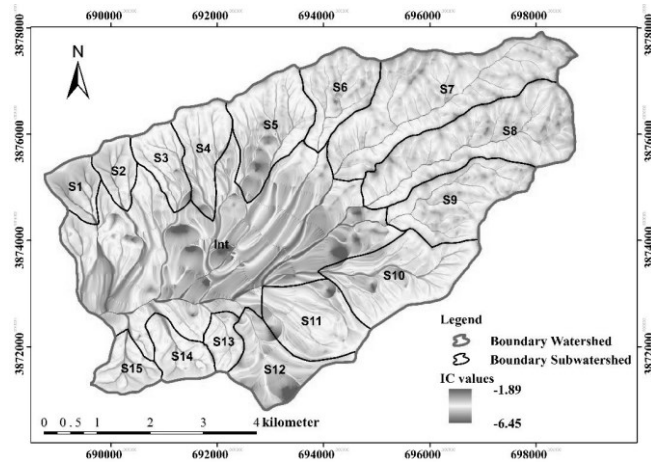 690000 692000 694000 696000 698000
3878000 3878000
N
S6
S7
S5
3876000 3876000
S4
S8
S3
S2
S1
S9
3874000 3874000
Int
S10
Legend
S11
Boundary Watershed
S13
Boundary Subwatershed
S14
3872000 3872000
S15
S12
IC values
-1.89
-6.45
0 0.5 1 2 3 4 kilometer
690000 692000 694000 696000 698000